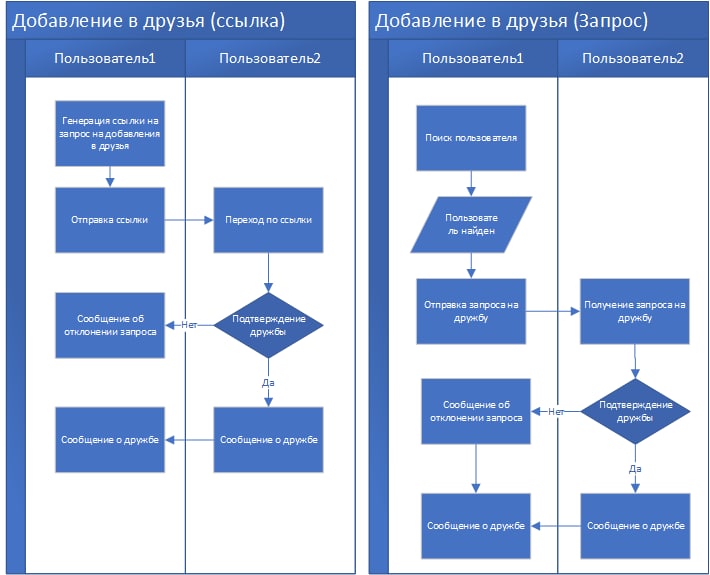 Добавление в друзья (ссылка)
Пользователь1
Пользователь2
Генерация ссылки на
запрос на добавления
в друзья
Отправка ссылки
Переход по ссылки
Подтверждение
дружбы
Нет
Сообщение об
отклонении запроса
Да
Сообщение о дружбе
Сообщение о дружбе
Добавление в друзья (Запрос)
Пользователь1
Пользователь2
Поиск пользователя
Пользовате
ль найден
Отправка запроса на
дружбу
Получение запроса на
дружбу
Подтверждение
дружбы
Нет
Сообщение об
отклонении запроса
Да
Сообщение о дружбе
Сообщение о дружбе